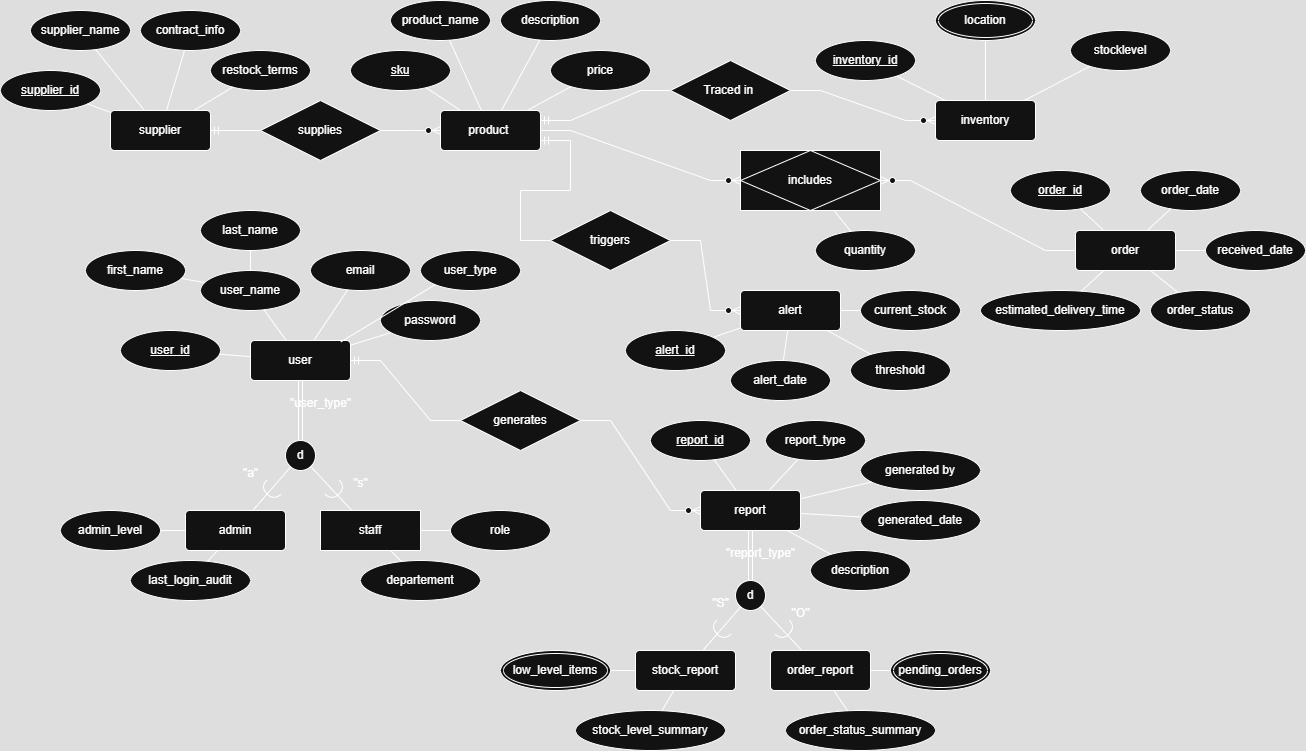 supplier_name
contract_info
supplier_id
restock_terms
supplier
supplies
product_name
description
sku
price
product
Traced in
location
inventory_id
stocklevel
inventory
includes
quantity
order_id
order_date
order
received_date
estimated_delivery_time
order_status
triggers
alert
current_stock
alert_id
alert_date
threshold
last_name
first_name
user_name
email
user_type
password
user_id
user
"user_type"
d
"a"
"s"
admin_level
admin
last_login_audit
staff
role
departement
generates
report_id
report_type
generated by
report
generated_date
description
"report_type"
d
"S"
"O"
low_level_items
stock_report
stock_level_summary
order_report
pending_orders
order_status_summary